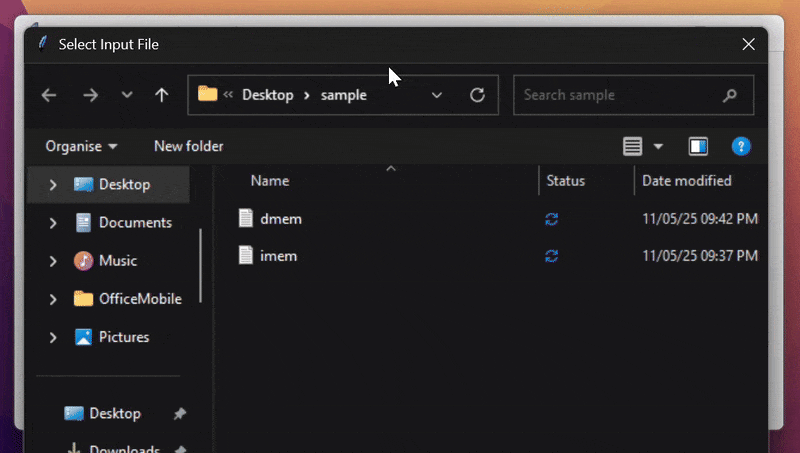 Select Input File
« Desktop › sample
Search sample
Organise
New folder
Name
Status
Date modified
Desktop
Documents
Music
OfficeMobile
Pictures
Desktop
Downloads
dmem
11/05/25 09:42 PM
imem
11/05/25 09:37 PM